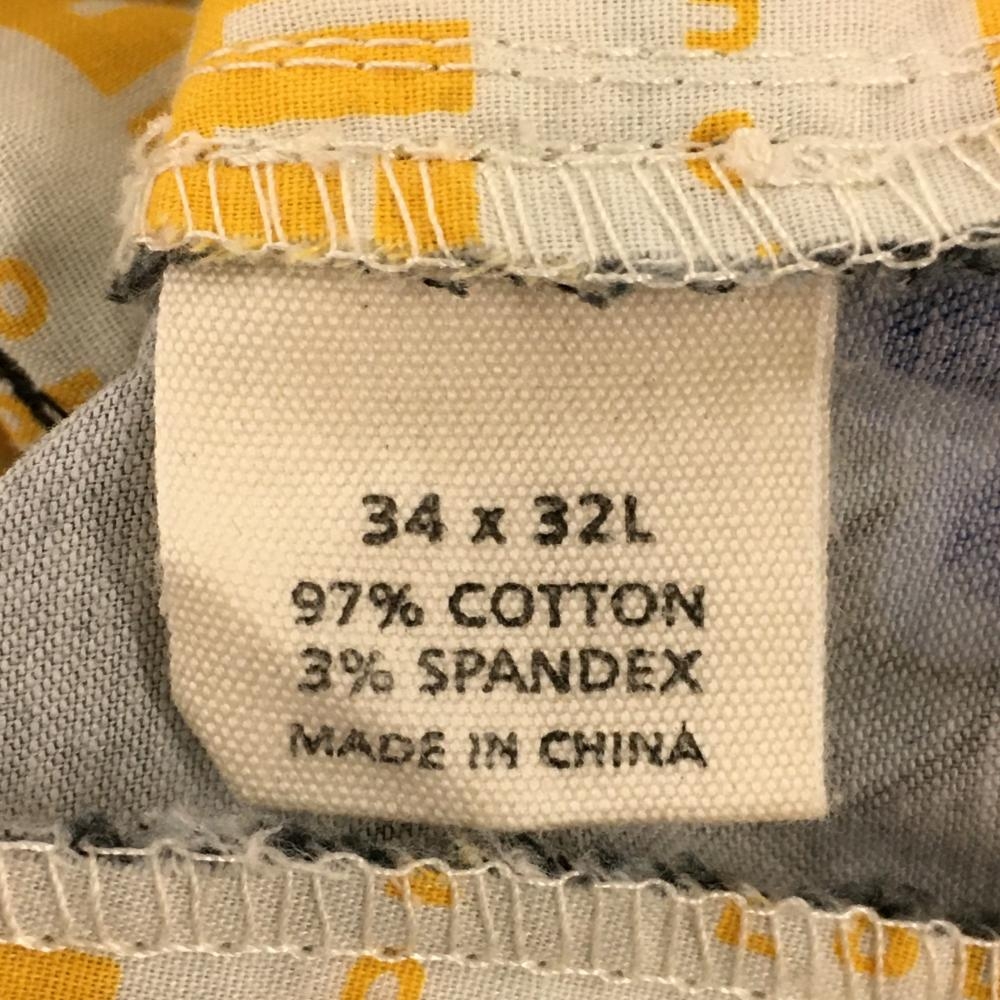 34 x 32L
97% COTTON
3% SPANDEX
MADE IN CHINA